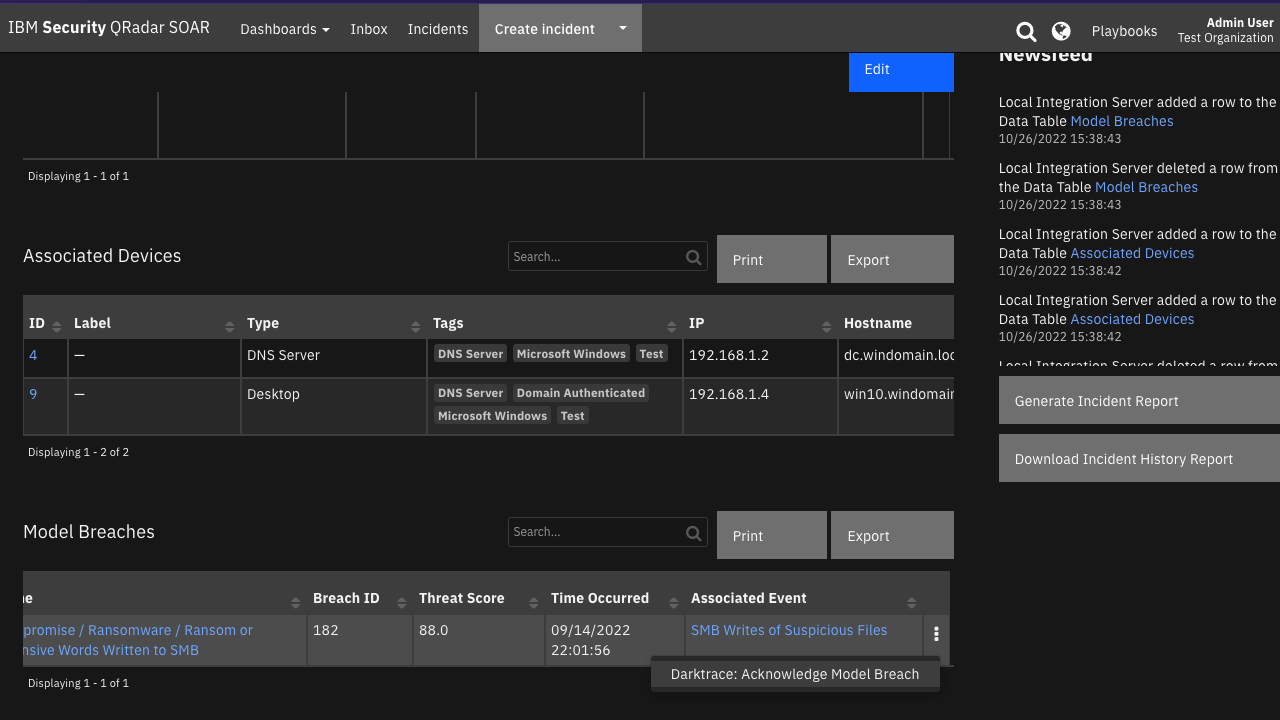 IBM Security QRadar SOAR
Dashboards
Inbox
Incidents
Create incident
Playbooks
Admin User
Test Organization
Edit
Displaying 1 - 1 of 1
Associated Devices
Search...
Print
Export
ID
Label
Type
Tags
IP
Hostname
4
—
DNS Server
DNS Server Microsoft Windows Test
192.168.1.2
dc.windomain.loc
9
—
Desktop
DNS Server Domain Authenticated
Microsoft Windows Test
192.168.1.4
win10.windomain
Displaying 1 - 2 of 2
Model Breaches
Search...
Print
Export
Breach ID
Threat Score
Time Occurred
Associated Event
promise / Ransomware / Ransom or
nsive Words Written to SMB
182
88.0
09/14/2022
22:01:56
SMB Writes of Suspicious Files
Darktrace: Acknowledge Model Breach
Displaying 1 - 1 of 1
Newsfeed
Local Integration Server added a row to the
Data Table Model Breaches
10/26/2022 15:38:43
Local Integration Server deleted a row from
the Data Table Model Breaches
10/26/2022 15:38:43
Local Integration Server added a row to the
Data Table Associated Devices
10/26/2022 15:38:42
Local Integration Server added a row to the
Data Table Associated Devices
10/26/2022 15:38:42
Local Integration Server deleted a row from
Generate Incident Report
Download Incident History Report